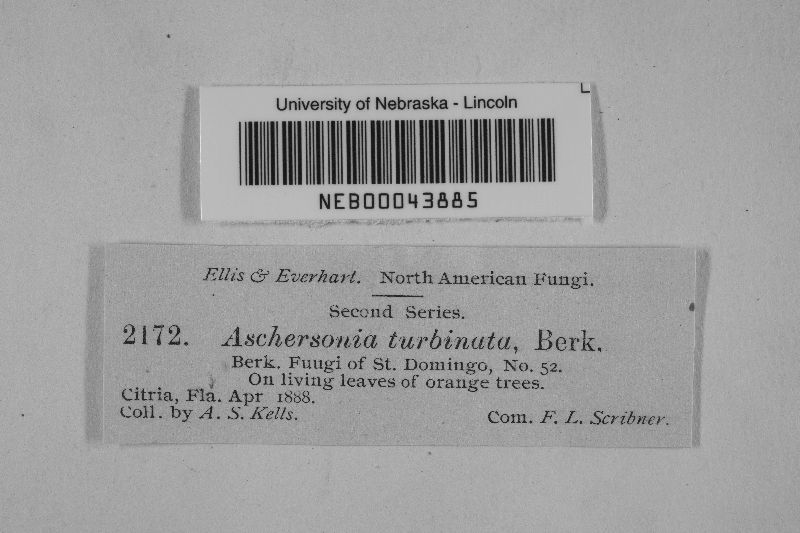 University of Nebraska - Lincoln
NEB00043885
Ellis & Everhart. North American Fungi.
Second Series.
2172. Aschersonia turbinata, Berk.
Berk. Fuugi of St. Domingo, No. 52.
On living leaves of orange trees.
Citria, Fla. Apr 1888.
Coll. by A. S. Kells. Com. F. L. Scribner.